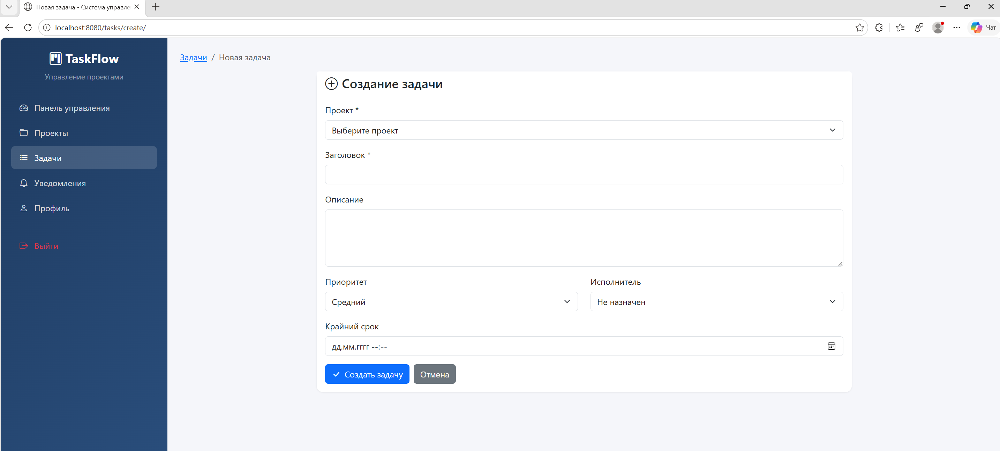 Новая задача - Система управле
localhost:8080/tasks/create/
Чат
TaskFlow
Управление проектами
Панель управления
Проекты
Задачи
Уведомления
Профиль
Выйти
Задачи / Новая задача
Создание задачи
Проект *
Выберите проект
Заголовок *
Описание
Приоритет
Исполнитель
Средний
Не назначен
Крайний срок
дд.мм.гггг --:--
Создать задачу
Отмена